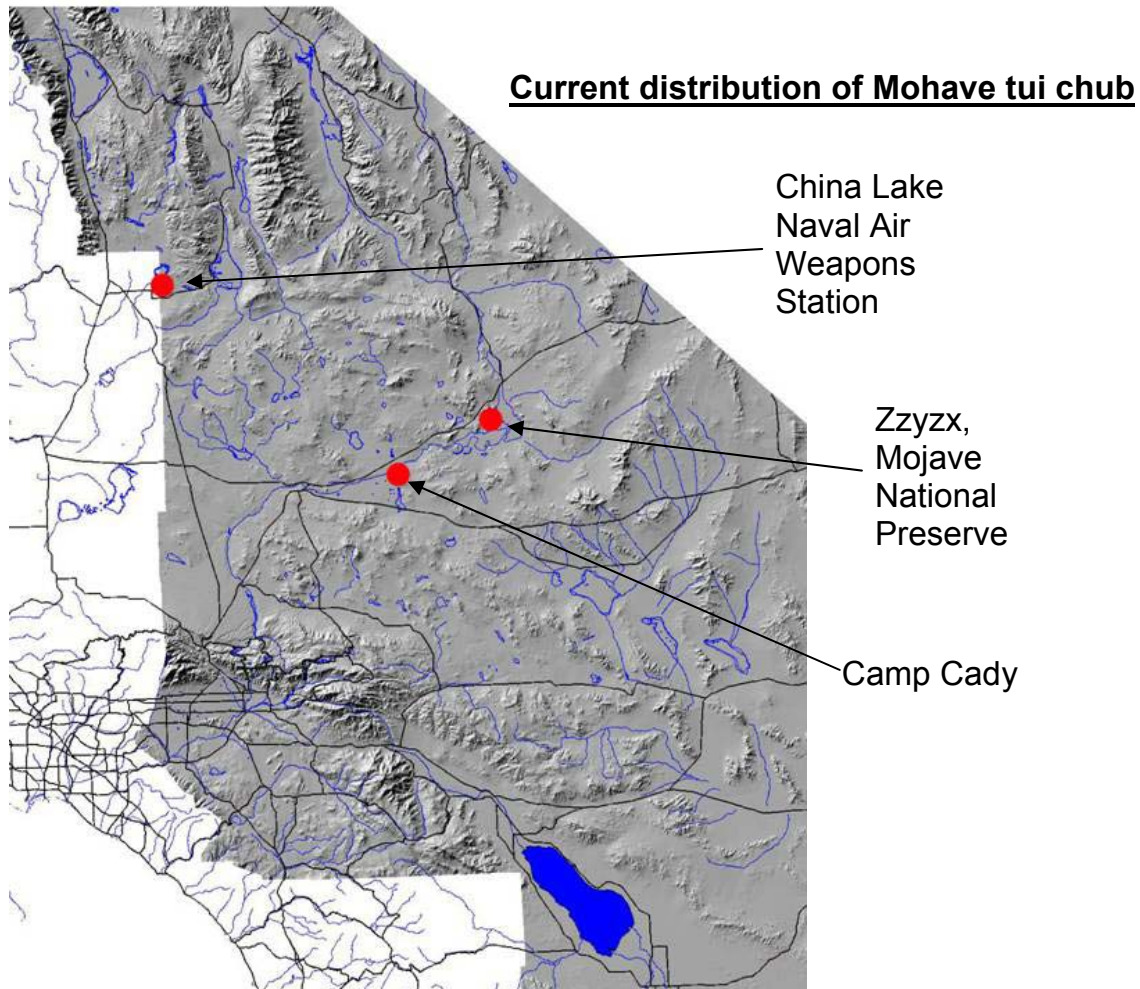 Current distribution of Mohave tui chub
China Lake
Naval Air
Weapons
Station
Zzyzx,
Mojave
National
Preserve
Camp Cady